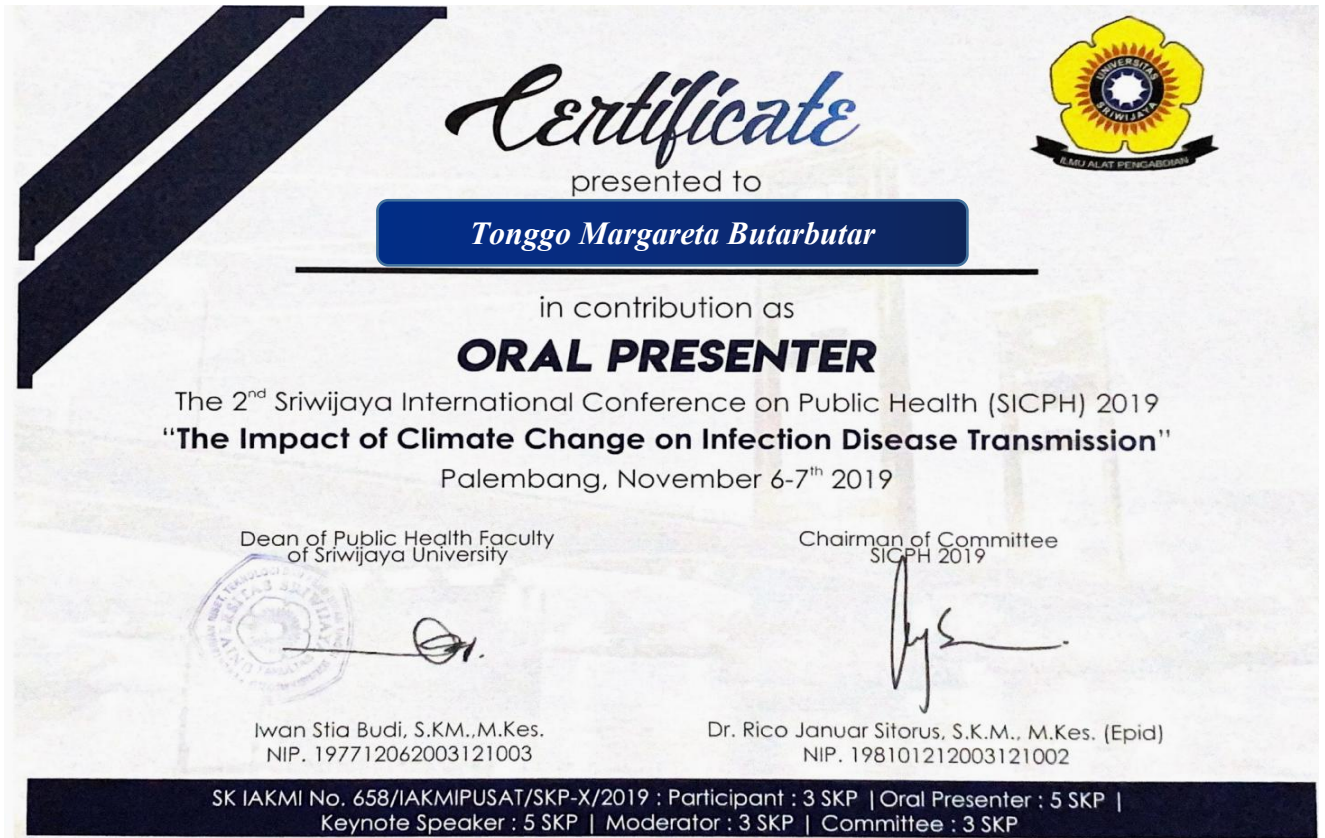 Certificate
UNIVERSITAS
SRIWIJAYA
ILMU ALAT PENGABDIAN
presented to
Tonggo Margareta Butarbutar
in contribution as
ORAL PRESENTER
The 2nd Sriwijaya International Conference on Public Health (SICPH) 2019
“The Impact of Climate Change on Infection Disease Transmission”
Palembang, November 6-7th 2019
Dean of Public Health Faculty
of Sriwijaya University
Chairman of Committee
SICPH 2019
Iwan Stia Budi, S.KM.,M.Kes.
NIP. 197712062003121003
Dr. Rico Januar Sitorus, S.K.M., M.Kes. (Epid)
NIP. 198101212003121002
SK IAKMI No. 658/IAKMIPUSAT/SKP-X/2019 : Participant : 3 SKP | Oral Presenter : 5 SKP |
Keynote Speaker : 5 SKP | Moderator : 3 SKP | Committee : 3 SKP